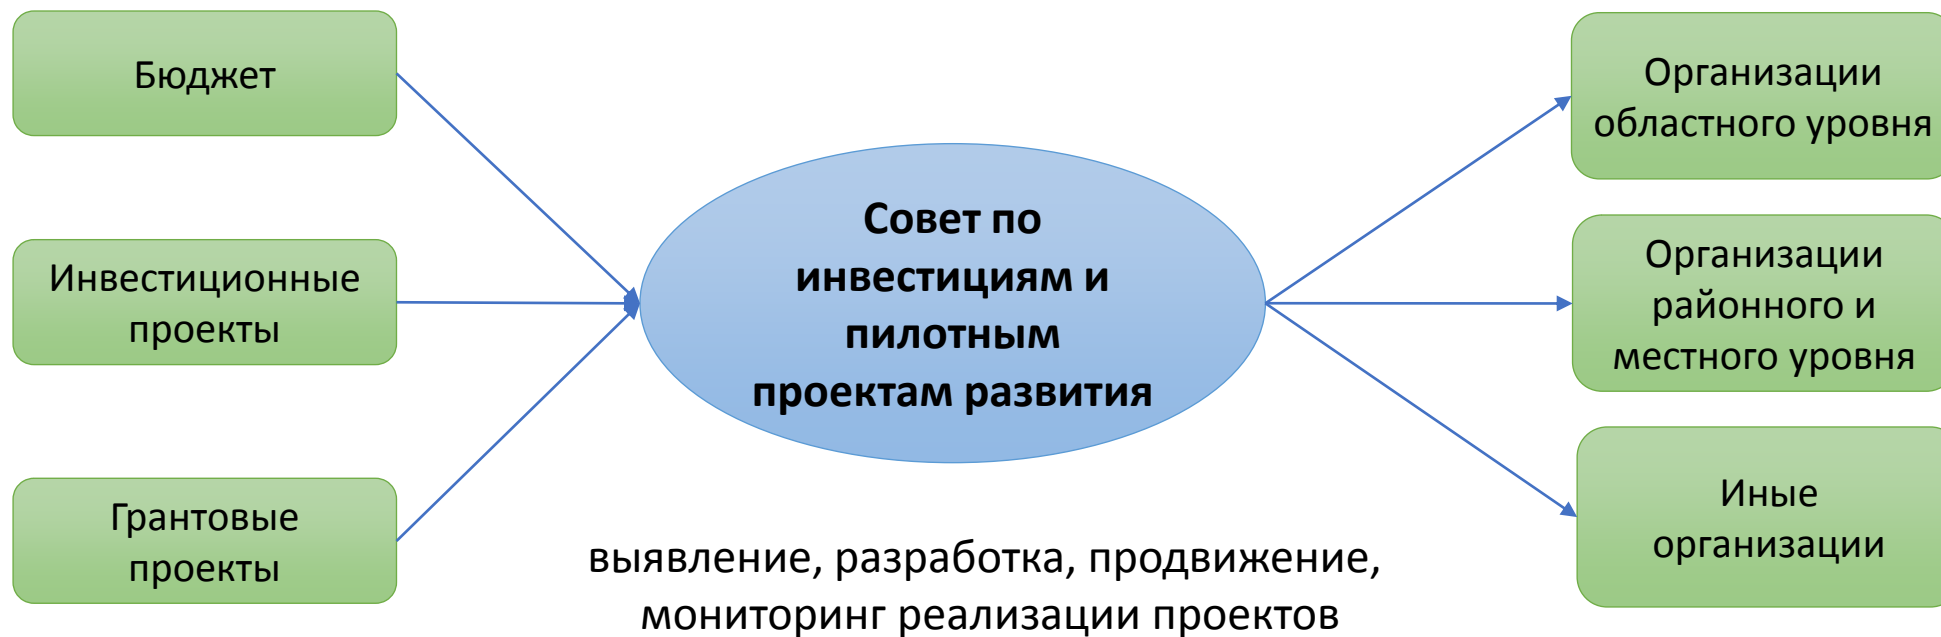 Бюджет
Инвестиционные
проекты
Грантовые
проекты
Совет по
инвестициям и
пилотным
проектам развития
выявление, разработка, продвижение,
мониторинг реализации проектов
Организации
областного уровня
Организации
районного и
местного уровня
Иные
организации